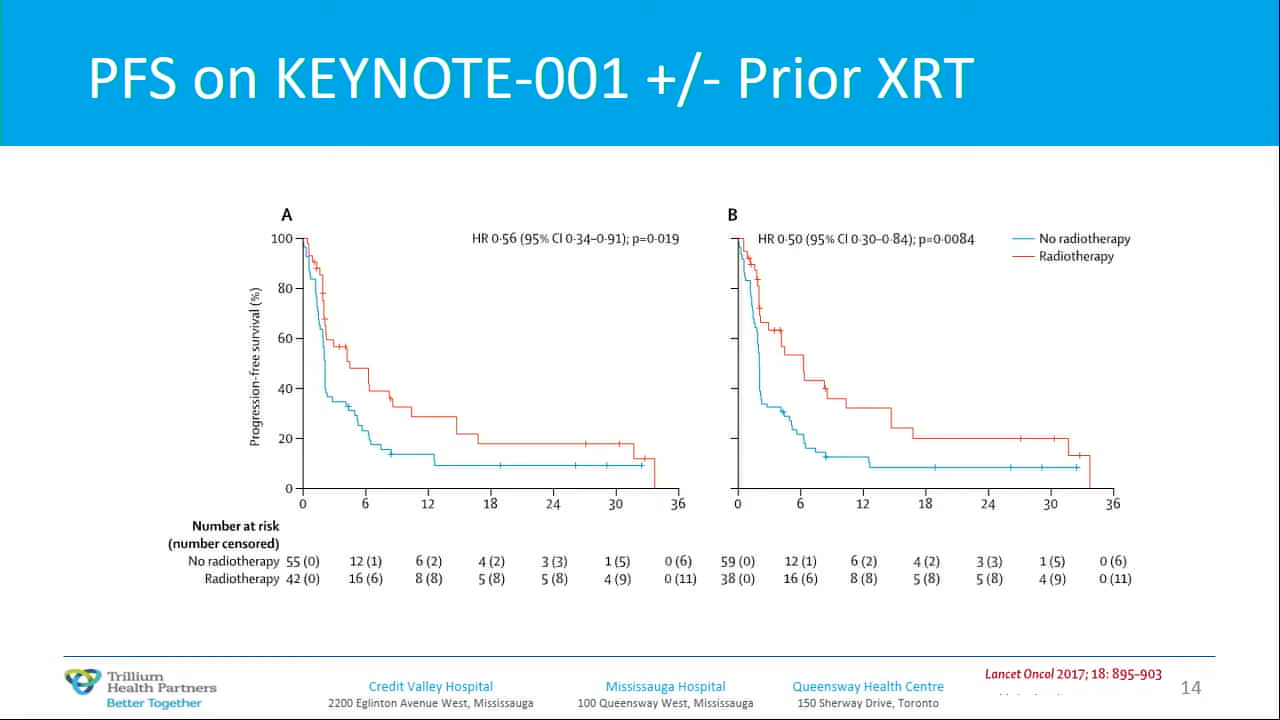 PFS on KEYNOTE-001 +/- Prior XRT
A
HR 0·56 (95% CI 0·34–0·91); p=0·019
Progression-free survival (%)
100
80
60
40
20
0
0 6 12 18 24 30 36
B
HR 0·50 (95% CI 0·30–0·84); p=0·0084
No radiotherapy
Radiotherapy
0 6 12 18 24 30 36
Number at risk
(number censored)
No radiotherapy 55 (0) 12 (1) 6 (2) 4 (2) 3 (3) 1 (5) 0 (6) 59 (0) 12 (1) 6 (2) 4 (2) 3 (3) 1 (5) 0 (6)
Radiotherapy 42 (0) 16 (6) 8 (8) 5 (8) 5 (8) 4 (9) 0 (11) 38 (0) 16 (6) 8 (8) 5 (8) 5 (8) 4 (9) 0 (11)
Trillium
Health Partners
Better Together
Credit Valley Hospital
2200 Eglinton Avenue West, Mississauga
Mississauga Hospital
100 Queensway West, Mississauga
Queensway Health Centre
150 Sherway Drive, Toronto
Lancet Oncol 2017; 18: 895–903
14